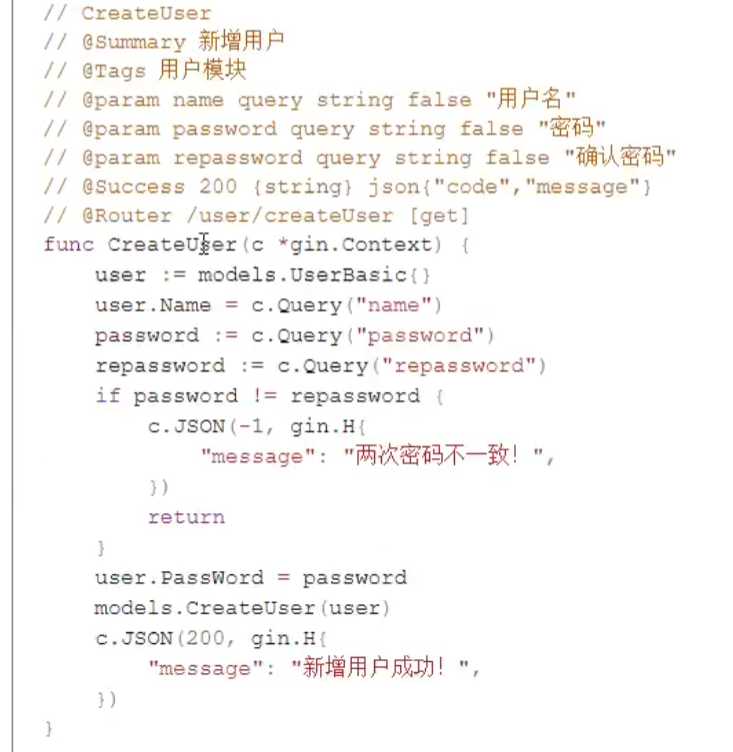 // CreateUser
// @Summary 新增用户
// @Tags 用户模块
// @param name query string false "用户名"
// @param password query string false "密码"
// @param repassword query string false "确认密码"
// @Success 200 {string} json{"code","message"}
// @Router /user/createUser [get]
func CreateUser(c *gin.Context) {
    user := models.UserBasic{}
    user.Name = c.Query("name")
    password := c.Query("password")
    repassword := c.Query("repassword")
    if password != repassword {
        c.JSON(-1, gin.H{
            "message": "两次密码不一致！",
        })
        return
    }
    user.PassWord = password
    models.CreateUser(user)
    c.JSON(200, gin.H{
        "message": "新增用户成功！",
    })
}